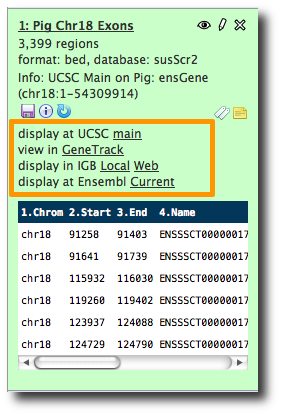 1: Pig Chr18 Exons
3,399 regions
format: bed, database: susScr2
Info: UCSC Main on Pig: ensGene
(chr18:1-54309914)
display at UCSC main
view in GeneTrack
display in IGB Local Web
display at Ensembl Current
1.Chrom 2.Start 3.End 4.Name
chr18 91258 91403 ENSSSCT00000017
chr18 91641 91739 ENSSSCT00000017
chr18 115932 116030 ENSSSCT00000017
chr18 119260 119402 ENSSSCT00000017
chr18 123937 124088 ENSSSCT00000017
chr18 124729 124790 ENSSSCT00000017